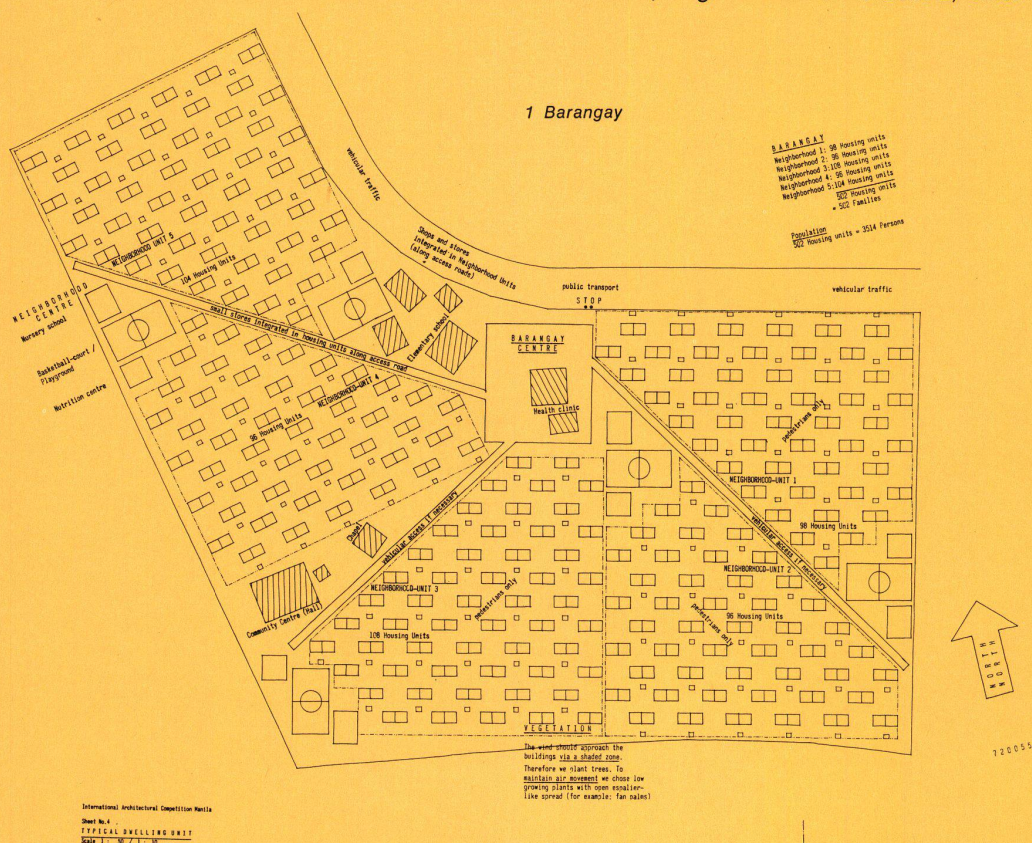 1 Barangay
BARANGAY
Neighborhood 1: 98 Housing units
Neighborhood 2: 96 Housing units
Neighborhood 3:108 Housing units
Neighborhood 4: 96 Housing units
Neighborhood 5:104 Housing units
502 Housing units
= 502 Families
Population
502 Housing units = 3514 Persons
vehicular traffic
Shops and stores
integrated in Neighborhood Units
(along access roads)
public transport
STOP
vehicular traffic
NEIGHBORHOOD UNIT 5
104 Housing Units
NEIGHBORHOOD
CENTRE
Nursery school
Basketball-court /
Playground
Nutrition centre
small stores integrated in housing units along access road
Elementary school
BARANGAY
CENTRE
Health clinic
NEIGHBORHOOD-UNIT 4
96 Housing Units
pedestrians only
NEIGHBORHOOD-UNIT 1
98 Housing Units
vehicular access if necessary
Chapel
vehicular access if necessary
Community Centre (Hall)
NEIGHBORHOOD-UNIT 3
pedestrians only
108 Housing Units
NEIGHBORHOOD-UNIT 2
96 Housing Units
pedestrians only
NORTH
NORTH
720055
VEGETATION
The wind should approach the
buildings via a shaded zone.
Therefore we plant trees. To
maintain air movement we chose low
growing plants with open espalier-
like spread (for example: fan palms)
International Architectural Competition Manila
Sheet No.4
TYPICAL DWELLING UNIT